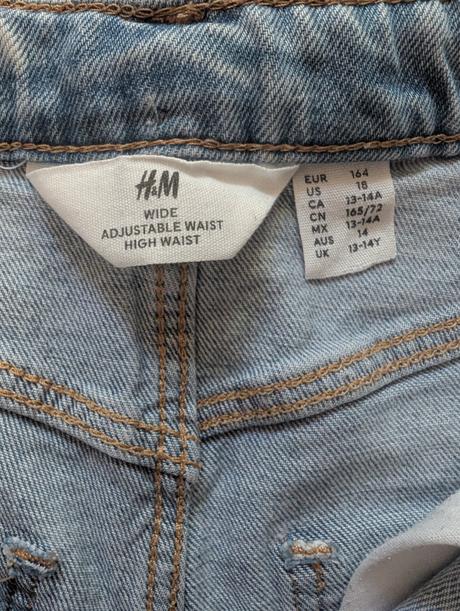 H&M
WIDE
ADJUSTABLE WAIST
HIGH WAIST
EUR 164
US 18
CA 13-14A
CN 165/72
MX 13-14A
AUS 14
UK 13-14Y